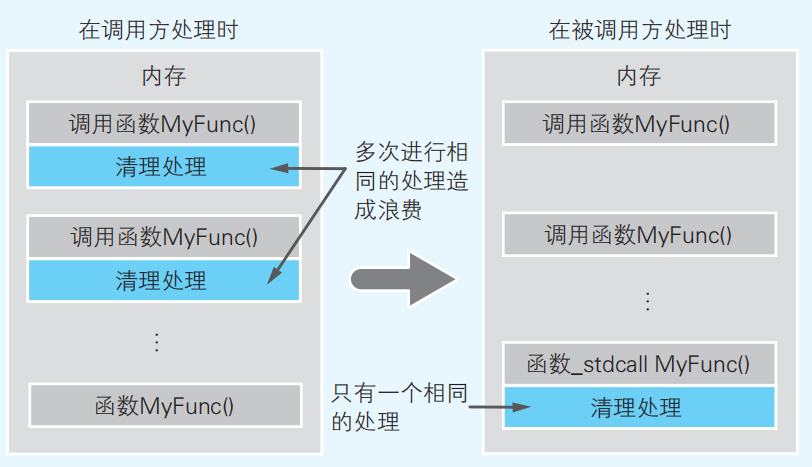 在调用方处理时
内存
调用函数MyFunc()
清理处理
调用函数MyFunc()
清理处理
⋮
函数MyFunc()
多次进行相
同的处理造
成浪费
只有一个相同
的处理
在被调用方处理时
内存
调用函数MyFunc()
调用函数MyFunc()
⋮
函数_stdcall MyFunc()
清理处理